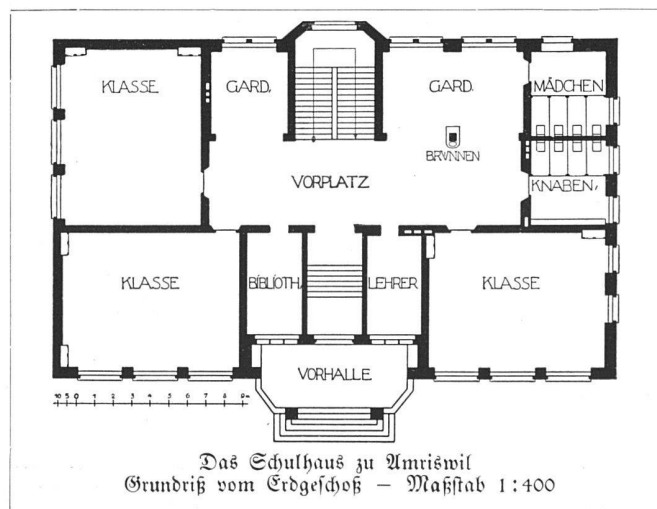 KLASSE
GARD.
GARD.
MÄDCHEN
BRVNNEN
VORPLATZ
KNABEN.
KLASSE
BIBLIOTH.
LEHRER
KLASSE
VORHALLE
10 5 0 1 2 3 4 5 6 7 8 9 m
Das Schulhaus zu Amriswil
Grundriß vom Erdgeschoß — Maßstab 1:400